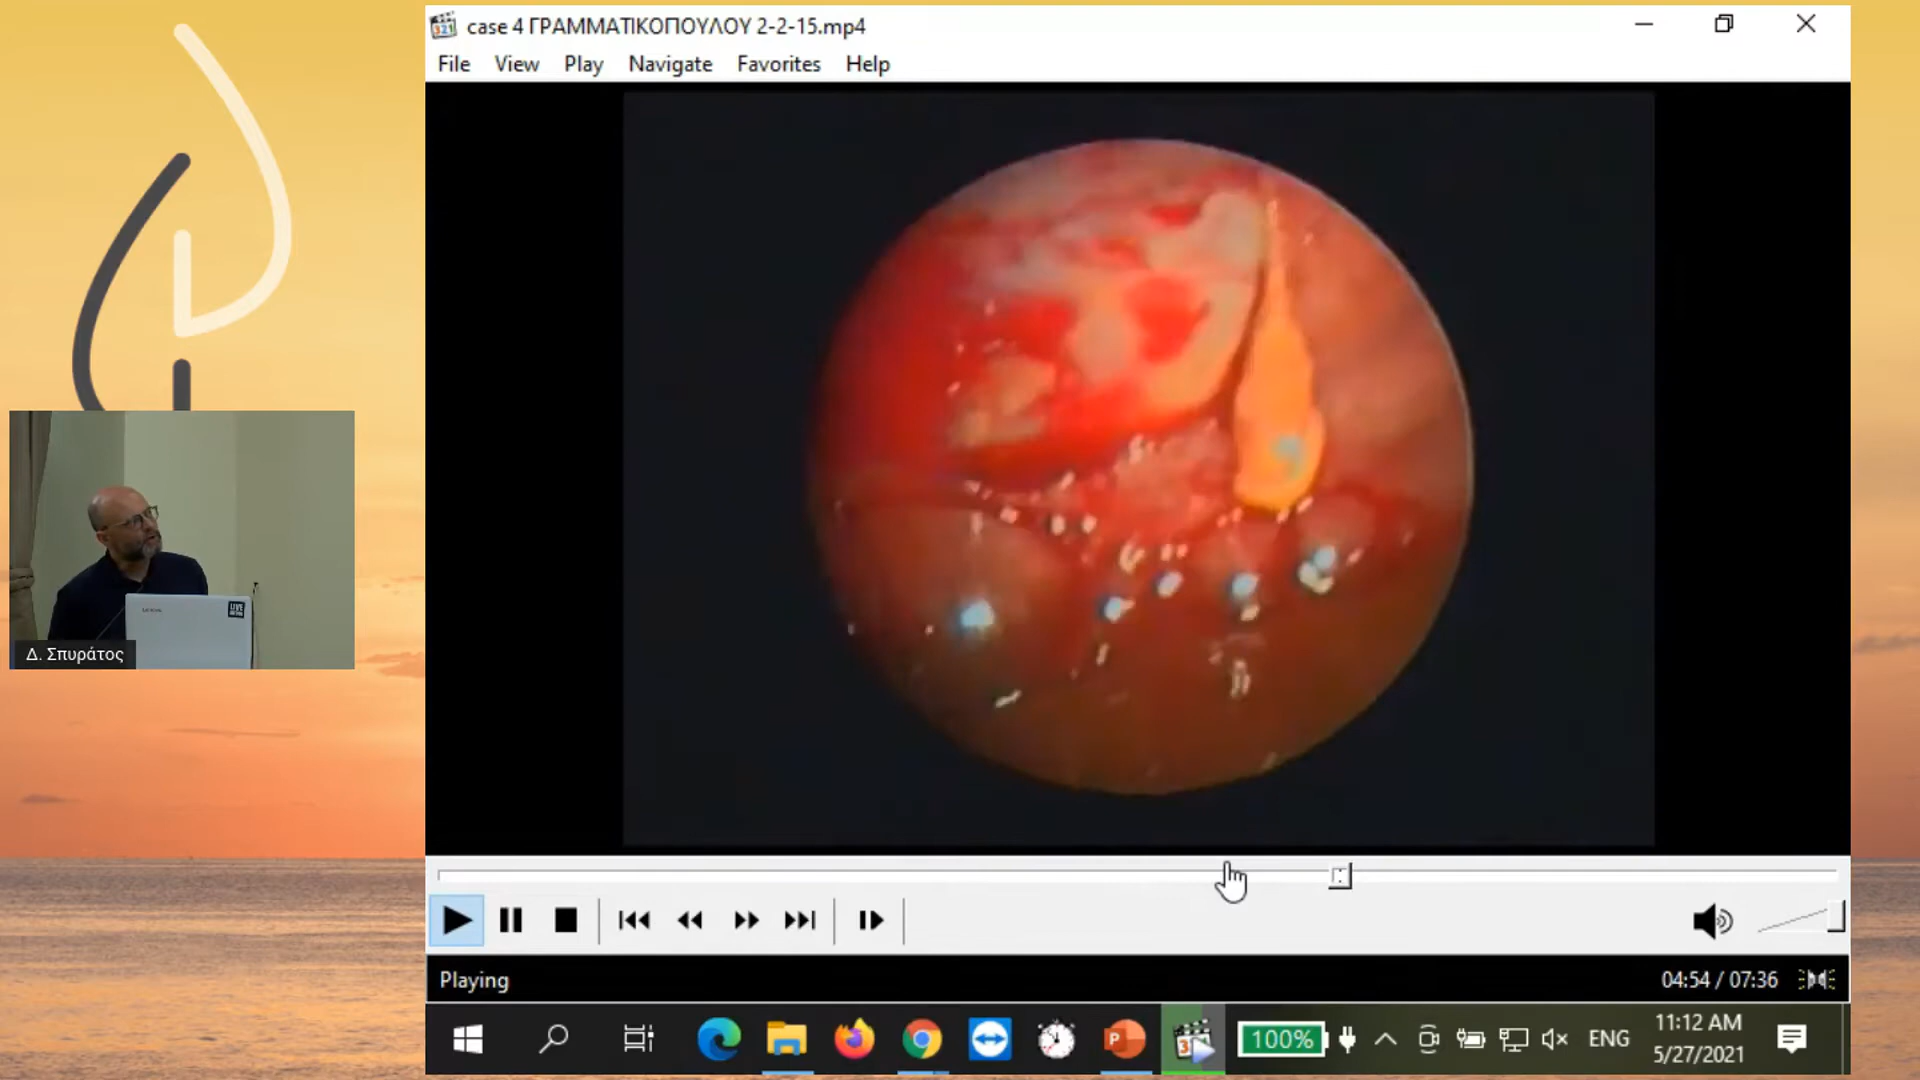 case 4 ΓΡΑΜΜΑΤΙΚΟΠΟΥΛΟΥ 2-2-15.mp4
File View Play Navigate Favorites Help
Δ. Σπυράτος
Playing
04:54 / 07:36
100%
ENG
11:12 AM
5/27/2021